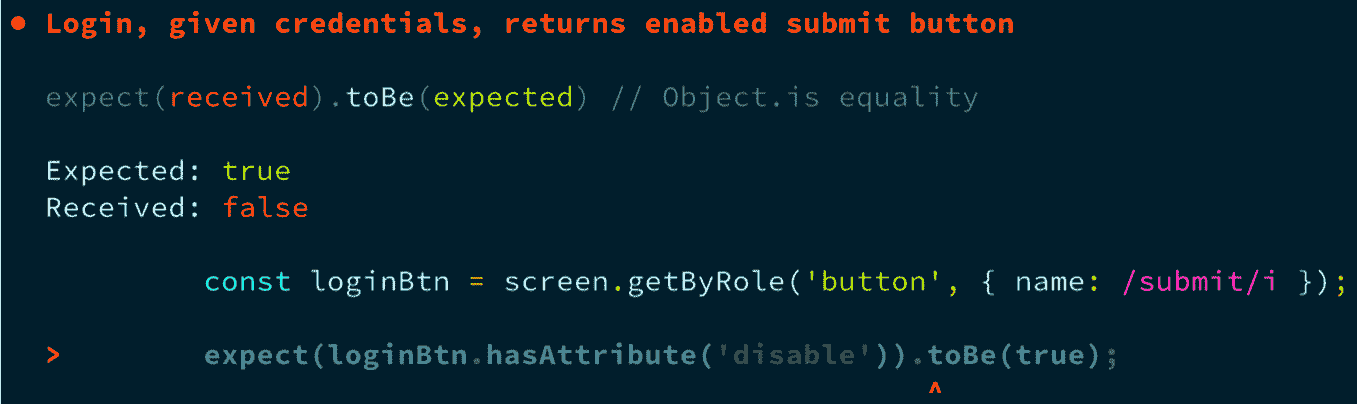 ● Login, given credentials, returns enabled submit button
expect(received).toBe(expected) // Object.is equality
Expected: true
Received: false
const loginBtn = screen.getByRole('button', { name: /submit/i });
> expect(loginBtn.hasAttribute('disable')).toBe(true);
^